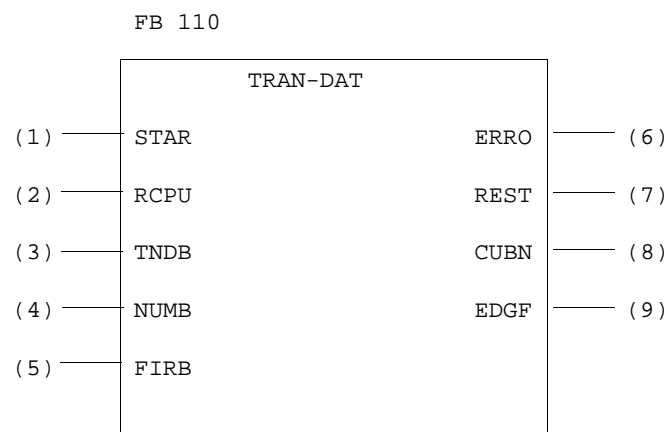 FB 110
TRAN-DAT
(1) STAR ERRO (6)
(2) RCPU REST (7)
(3) TNDB CUBN (8)
(4) NUMB EDGF (9)
(5) FIRB